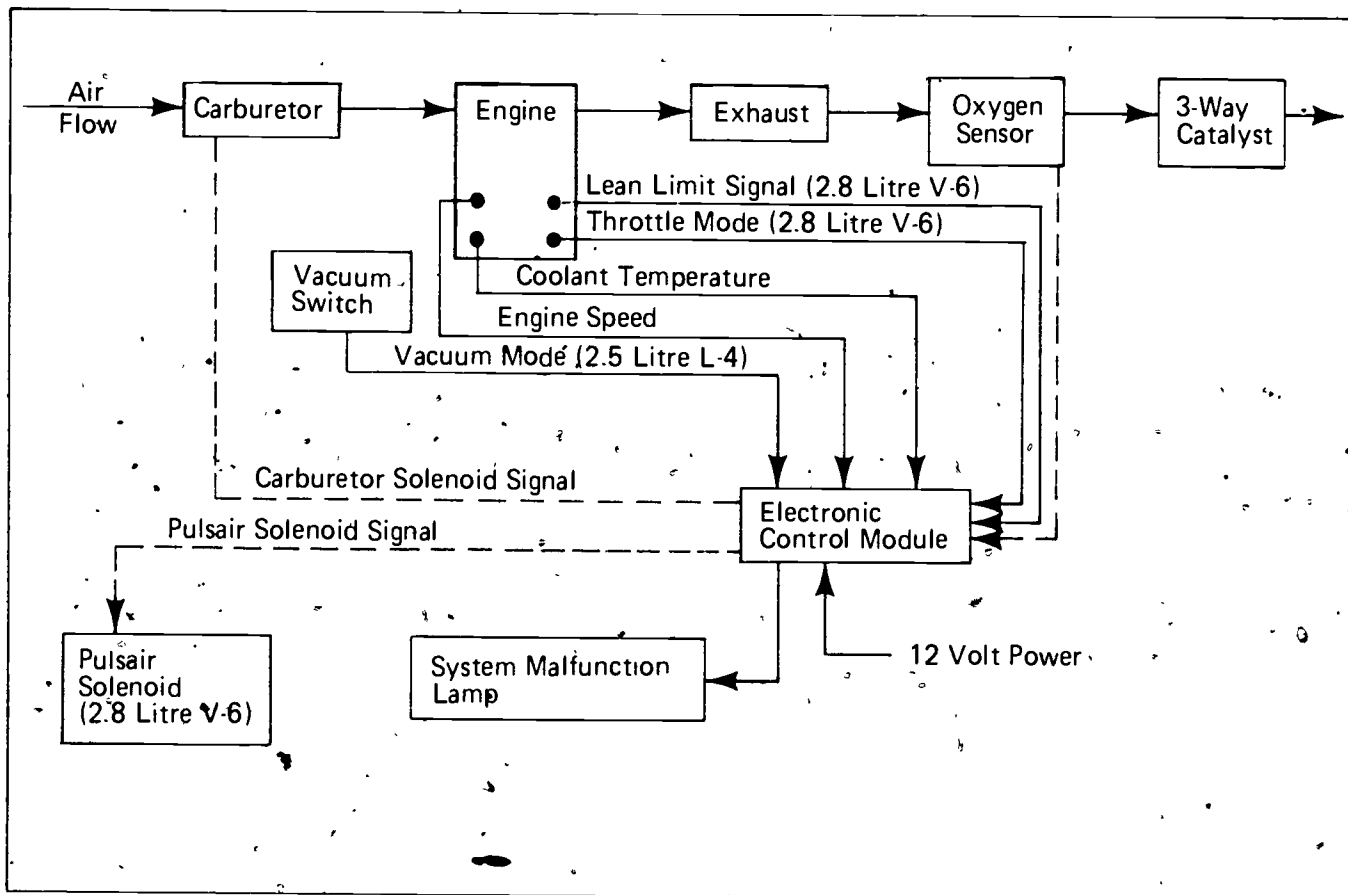 Air
Flow
Carburetor
Engine
Exhaust
Oxygen
Sensor
3-Way
Catalyst
Lean Limit Signal (2.8 Litre V-6)
Throttle Mode (2.8 Litre V-6)
Vacuum
Switch
Coolant Temperature
Engine Speed
Vacuum Mode (2.5 Litre L-4)
Carburetor Solenoid Signal
Pulsair Solenoid Signal
Electronic
Control Module
Pulsair
Solenoid
(2.8 Litre V-6)
System Malfunction
Lamp
12 Volt Power